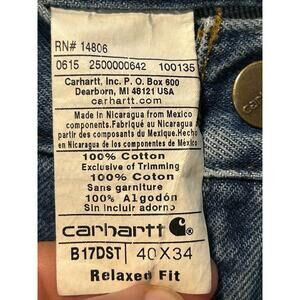 RN# 14806
0615 2500000642 100135
Carhartt, Inc. P.O. Box 600
Dearborn, MI 48121 USA
carhartt.com
Made in Nicaragua from Mexico
components.Fabriqué au Nicaragua
partir des composants du Mexique.Hecho
en Nicaragua de los componentes de Mexico
100% Cotton
Exclusive of Trimming
100% Coton
Sans garniture
100% Algodón
Sin incluir adorno
carhartt
B17DST 40X34
Relaxed Fit